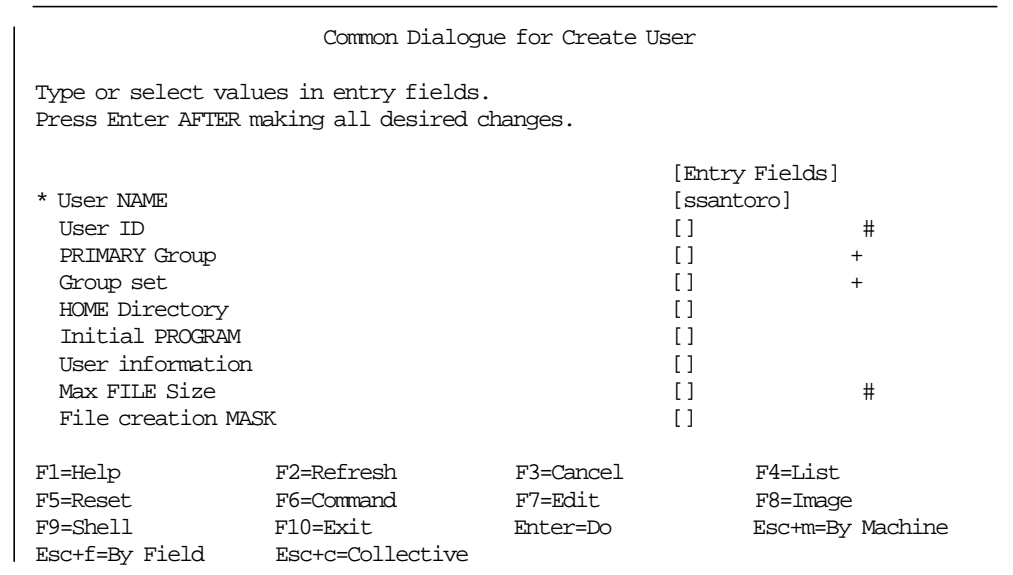 Common Dialogue for Create User
Type or select values in entry fields.
Press Enter AFTER making all desired changes.
[Entry Fields]
* User NAME [ssantoro]
User ID [] #
PRIMARY Group [] +
Group set [] +
HOME Directory []
Initial PROGRAM []
User information []
Max FILE Size [] #
File creation MASK []
F1=Help F2=Refresh F3=Cancel F4=List
F5=Reset F6=Command F7=Edit F8=Image
F9=Shell F10=Exit Enter=Do Esc+m=By Machine
Esc+f=By Field Esc+c=Collective